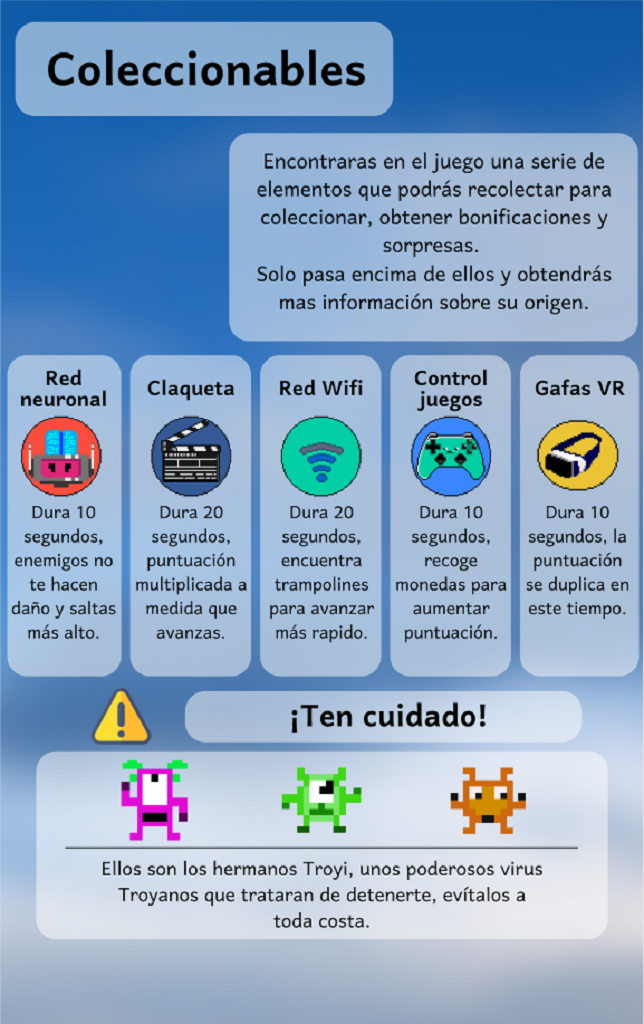 Coleccionables
Encontraras en el juego una serie de
elementos que podrás recolectar para
coleccionar, obtener bonificaciones y
sorpresas.
Solo pasa encima de ellos y obtendrás
mas información sobre su origen.
Red
neuronal
Dura 10
segundos,
enemigos no
te hacen
daño y saltas
más alto.
Claqueta
Dura 20
segundos,
puntuación
multiplicada a
medida que
avanzas.
Red Wifi
Dura 20
segundos,
encuentra
trampolines
para avanzar
más rapido.
Control
juegos
Dura 10
segundos,
recoge
monedas para
aumentar
puntuación.
Gafas VR
Dura 10
segundos, la
puntuación
se duplica en
este tiempo.
¡Ten cuidado!
Ellos son los hermanos Troyi, unos poderosos virus
Troyanos que trataran de detenerte, evítalos a
toda costa.